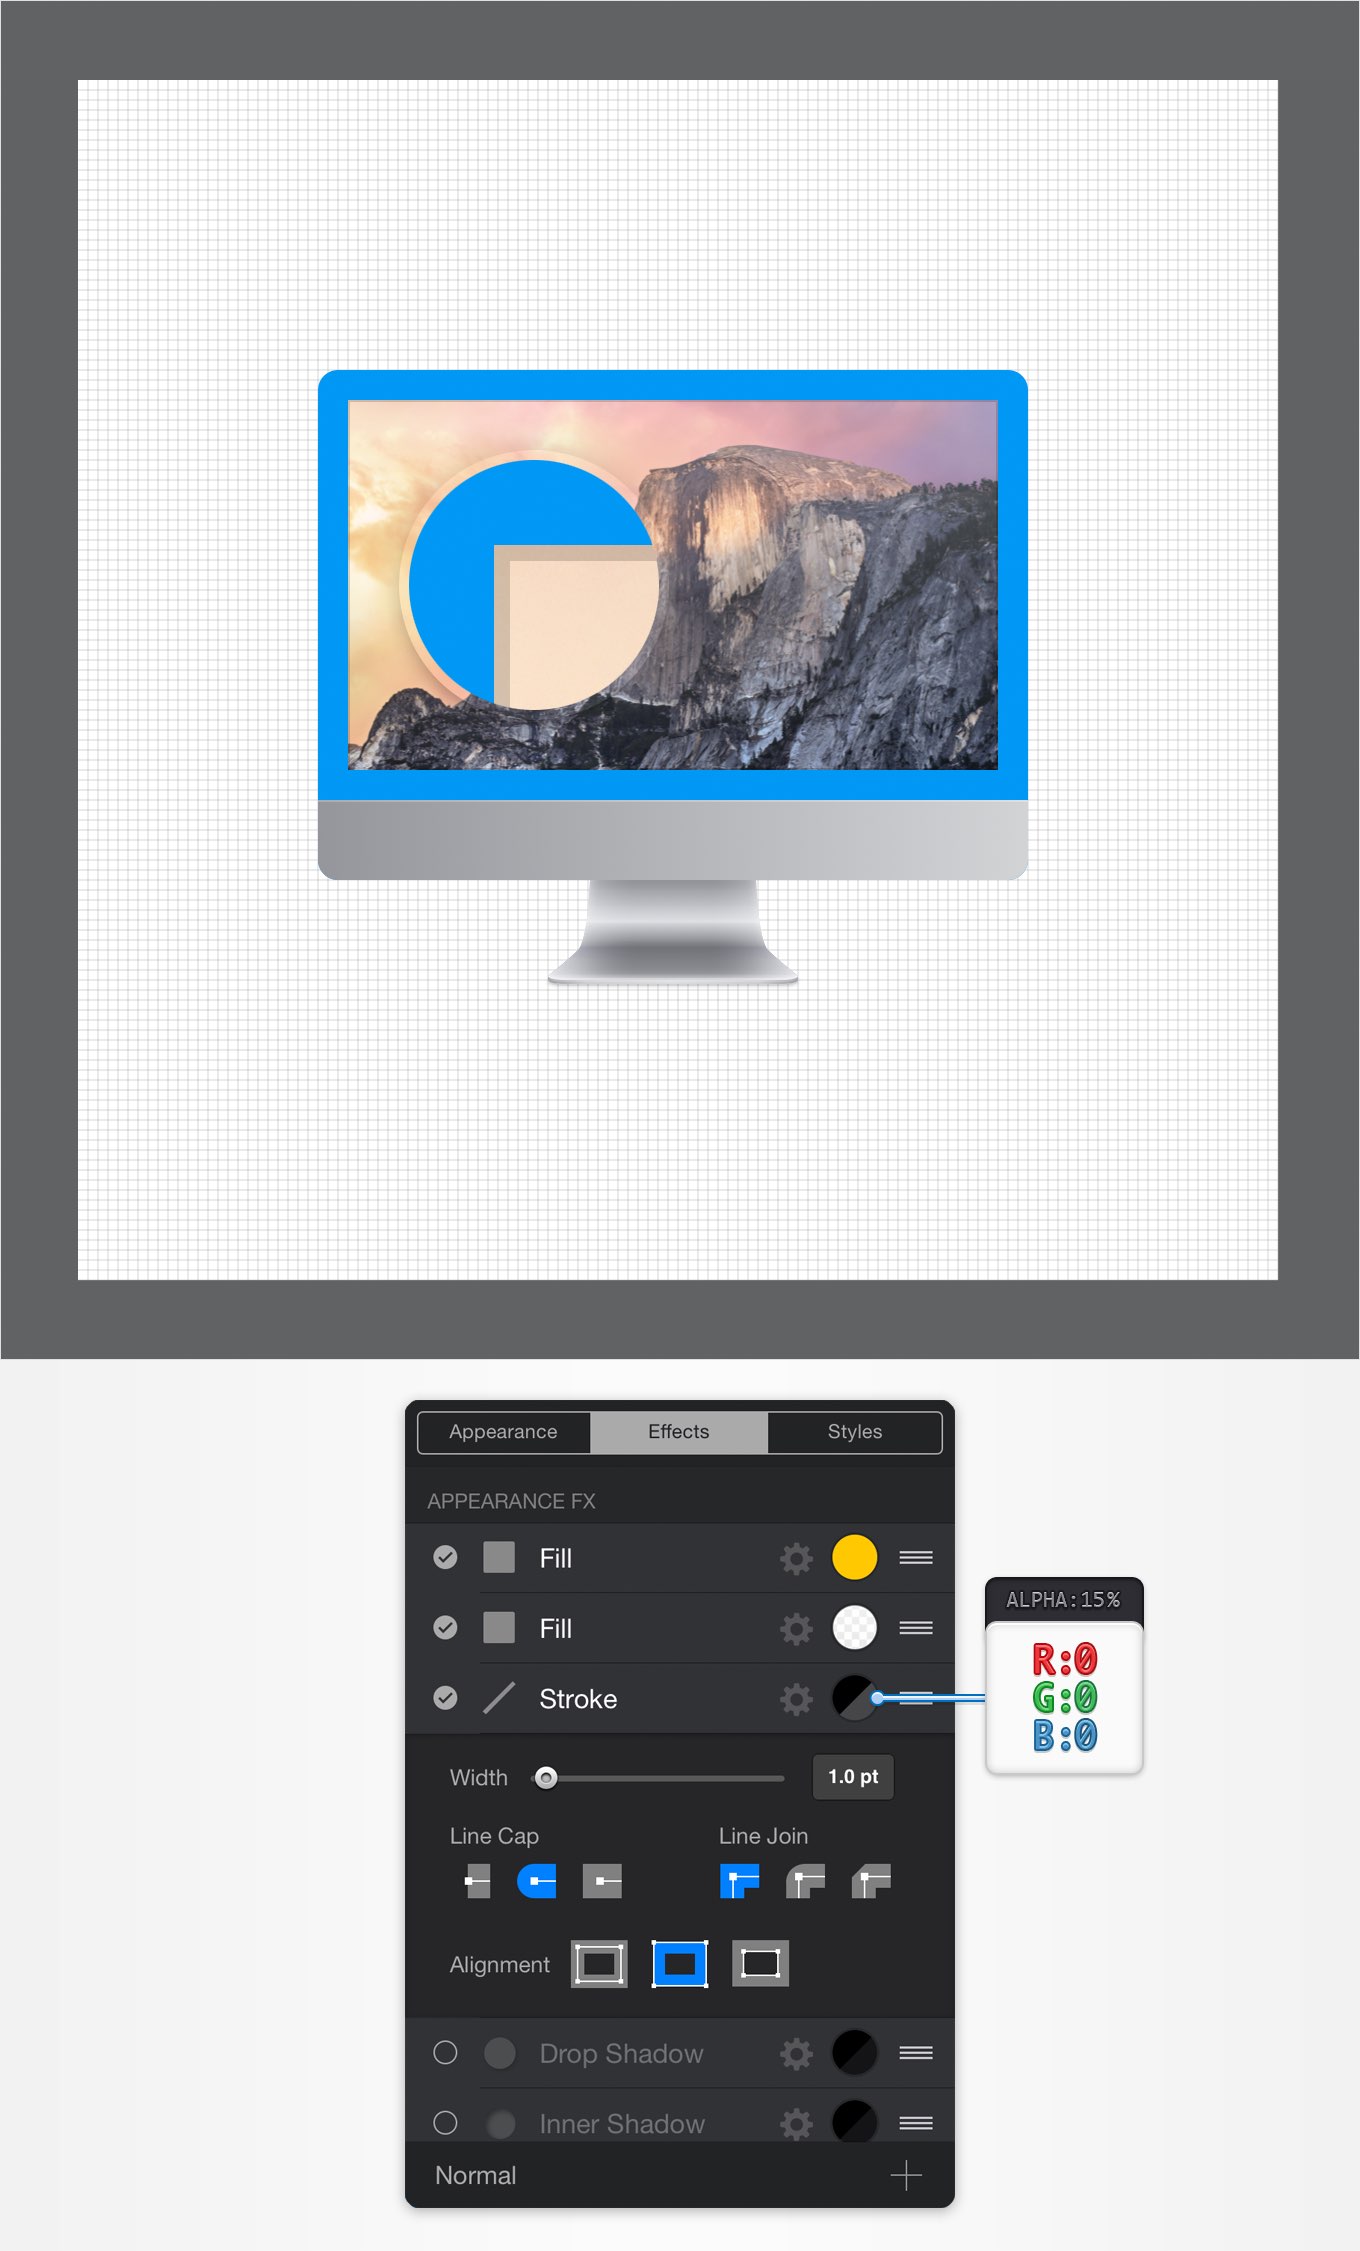 Appearance Effects Styles
APPEARANCE FX
Fill
Fill
ALPHA:15%
Stroke
R:0
G:0
B:0
Width 1.0 pt
Line Cap Line Join
Alignment
Drop Shadow
Inner Shadow
Normal